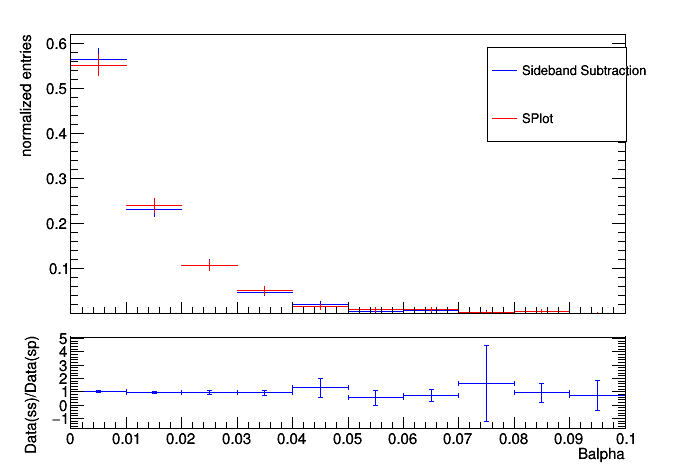 normalized entries
0.6
0.5
0.4
0.3
0.2
0.1
Sideband Subtraction
SPlot
Data(ss)/Data(sp)
5
4
3
2
1
0
−1
0 0.01 0.02 0.03 0.04 0.05 0.06 0.07 0.08 0.09 0.1
Balpha